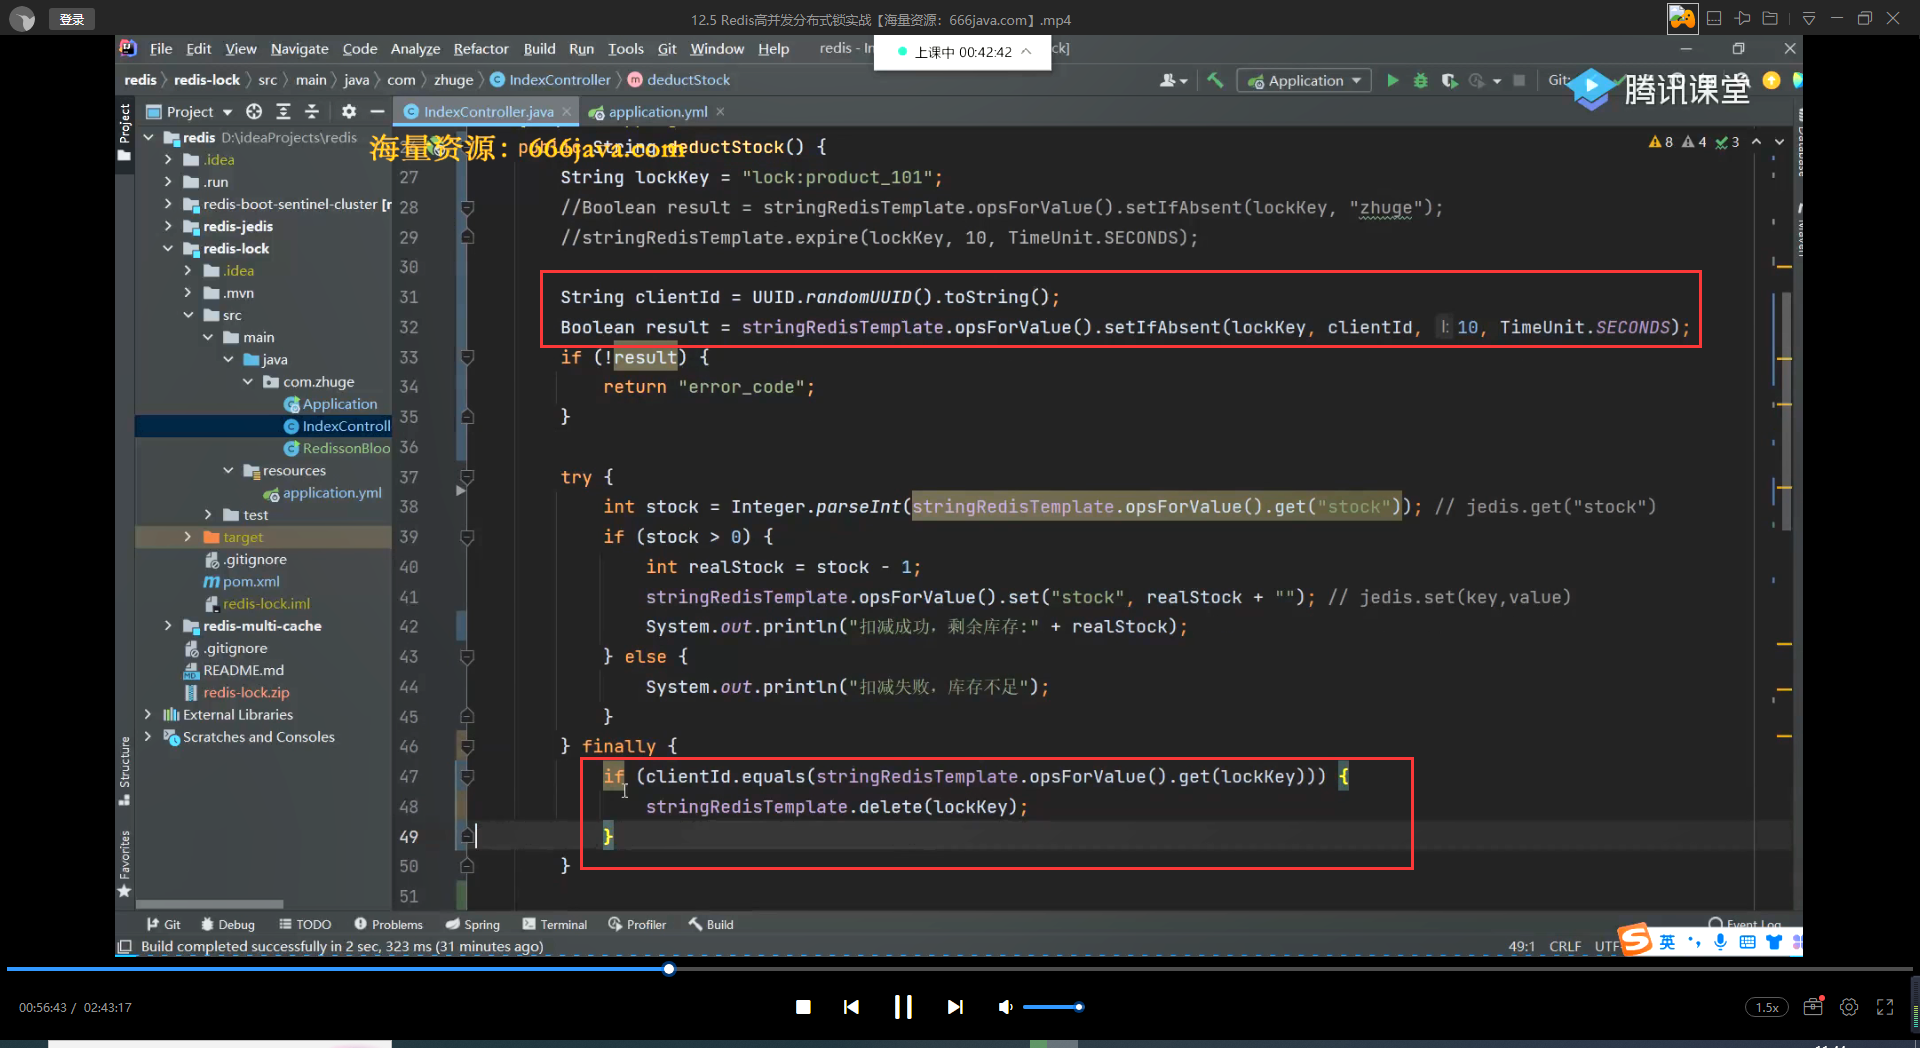 登录
12.5 Redis高并发分布式锁实战【海量资源：666java.com】.mp4
File Edit View Navigate Code Analyze Refactor Build Run Tools Git Window Help
上课中 00:42:42
redis redis-lock src main java com zhuge IndexController deductStock
Application
Git:
腾讯课堂
Project
Project
IndexController.java
application.yml
redis D:\ideaProjects\redis
.idea
.run
redis-boot-sentinel-cluster
redis-jedis
redis-lock
.idea
.mvn
src
main
java
com.zhuge
Application
IndexControll
RedissonBloo
resources
application.yml
test
target
.gitignore
pom.xml
redis-lock.iml
redis-multi-cache
.gitignore
README.md
redis-lock.zip
External Libraries
Scratches and Consoles
Structure
Favorites
海量资源：666java.com
8 4 3
public String deductStock() {
27 String lockKey = "lock:product_101";
28 //Boolean result = stringRedisTemplate.opsForValue().setIfAbsent(lockKey, "zhuge");
29 //stringRedisTemplate.expire(lockKey, 10, TimeUnit.SECONDS);
30
31 String clientId = UUID.randomUUID().toString();
32 Boolean result = stringRedisTemplate.opsForValue().setIfAbsent(lockKey, clientId, l: 10, TimeUnit.SECONDS);
33 if (!result) {
34 return "error_code";
35 }
36
37 try {
38 int stock = Integer.parseInt(stringRedisTemplate.opsForValue().get("stock")); // jedis.get("stock")
39 if (stock > 0) {
40 int realStock = stock - 1;
41 stringRedisTemplate.opsForValue().set("stock", realStock + ""); // jedis.set(key,value)
42 System.out.println("扣减成功，剩余库存:" + realStock);
43 } else {
44 System.out.println("扣减失败，库存不足");
45 }
46 } finally {
47 if (clientId.equals(stringRedisTemplate.opsForValue().get(lockKey))) {
48 stringRedisTemplate.delete(lockKey);
49 }
50 }
51
Git Debug TODO Problems Spring Terminal Profiler Build Event Log
Build completed successfully in 2 sec, 323 ms (31 minutes ago)
49:1 CRLF UTF
英
00:56:43 / 02:43:17
1.5x